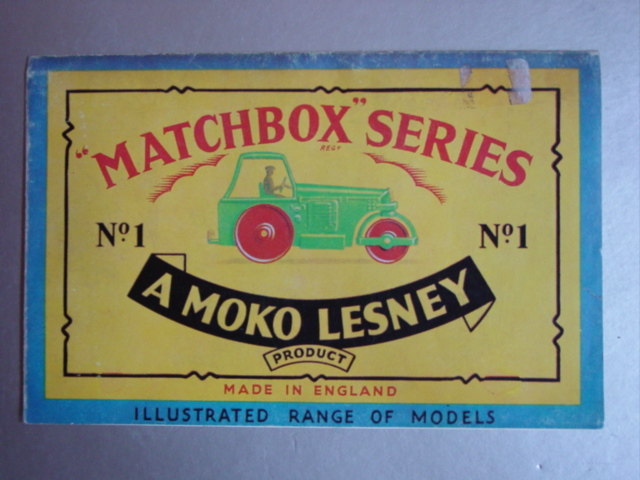 "MATCHBOX" SERIES
REGD
Nº1
Nº1
A MOKO LESNEY
PRODUCT
MADE IN ENGLAND
ILLUSTRATED RANGE OF MODELS